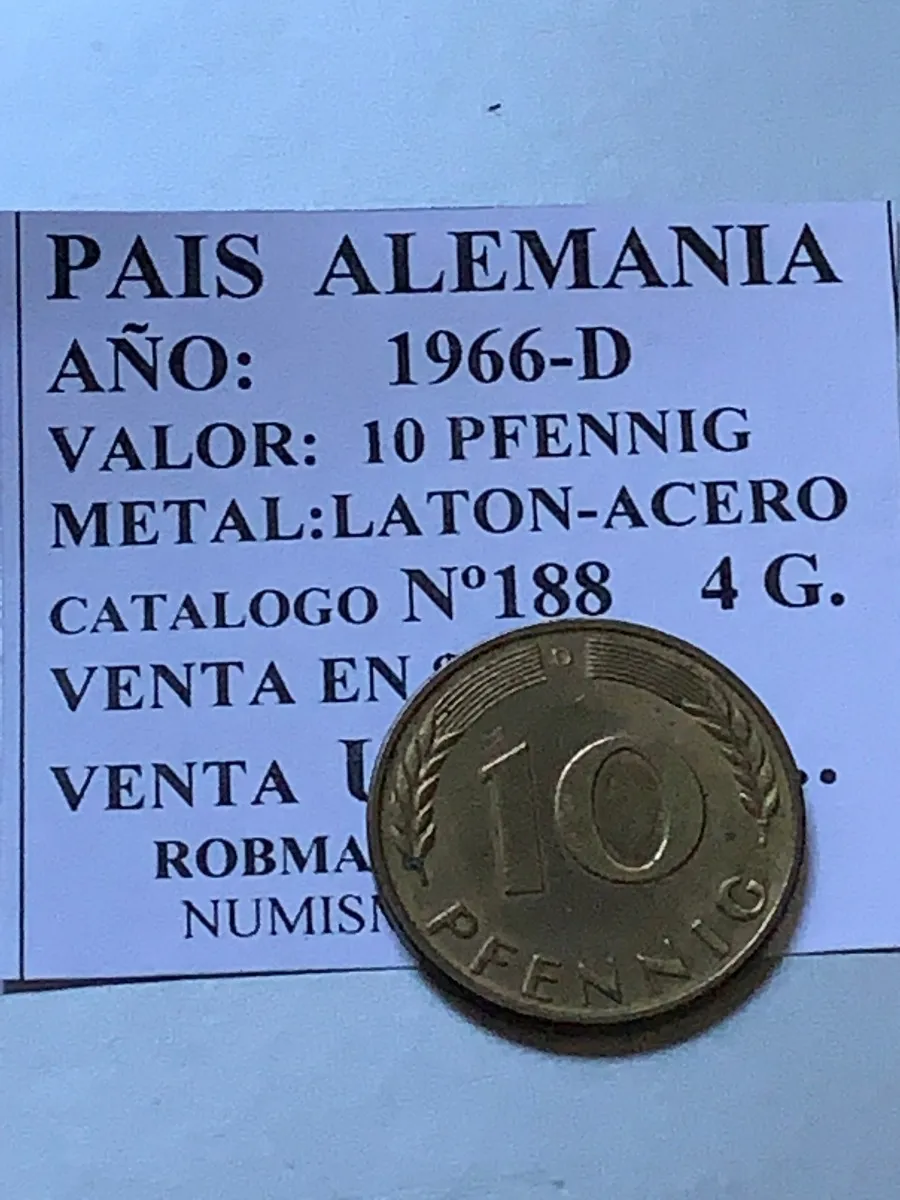 PAIS ALEMANIA
AÑO: 1966-D
VALOR: 10 PFENNIG
METAL:LATON-ACERO
CATALOGO Nº188 4 G.
VENTA EN
VENTA
D
10
PFENNIG